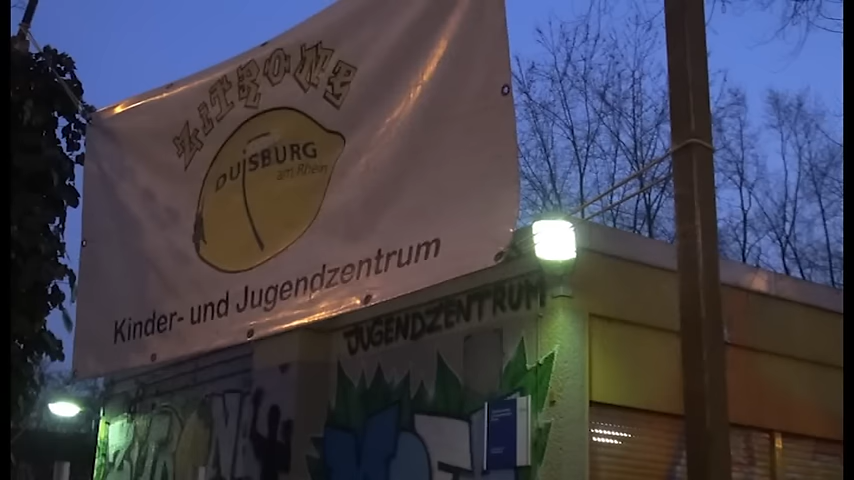 ZITRONE
DUISBURG
am Rhein
Kinder- und Jugendzentrum
JUGENDZENTRUM